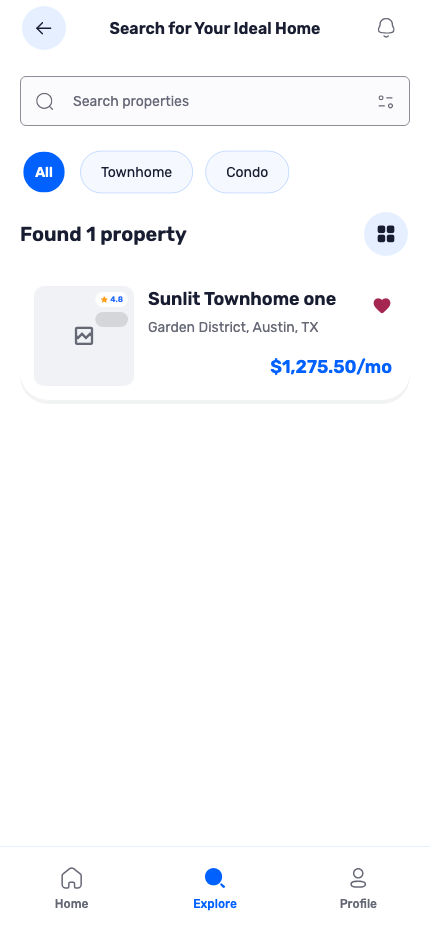 Search for Your Ideal Home
Search properties
All
Townhome
Condo
Found 1 property
4.8
Sunlit Townhome one
Garden District, Austin, TX
$1,275.50/mo
Home
Explore
Profile